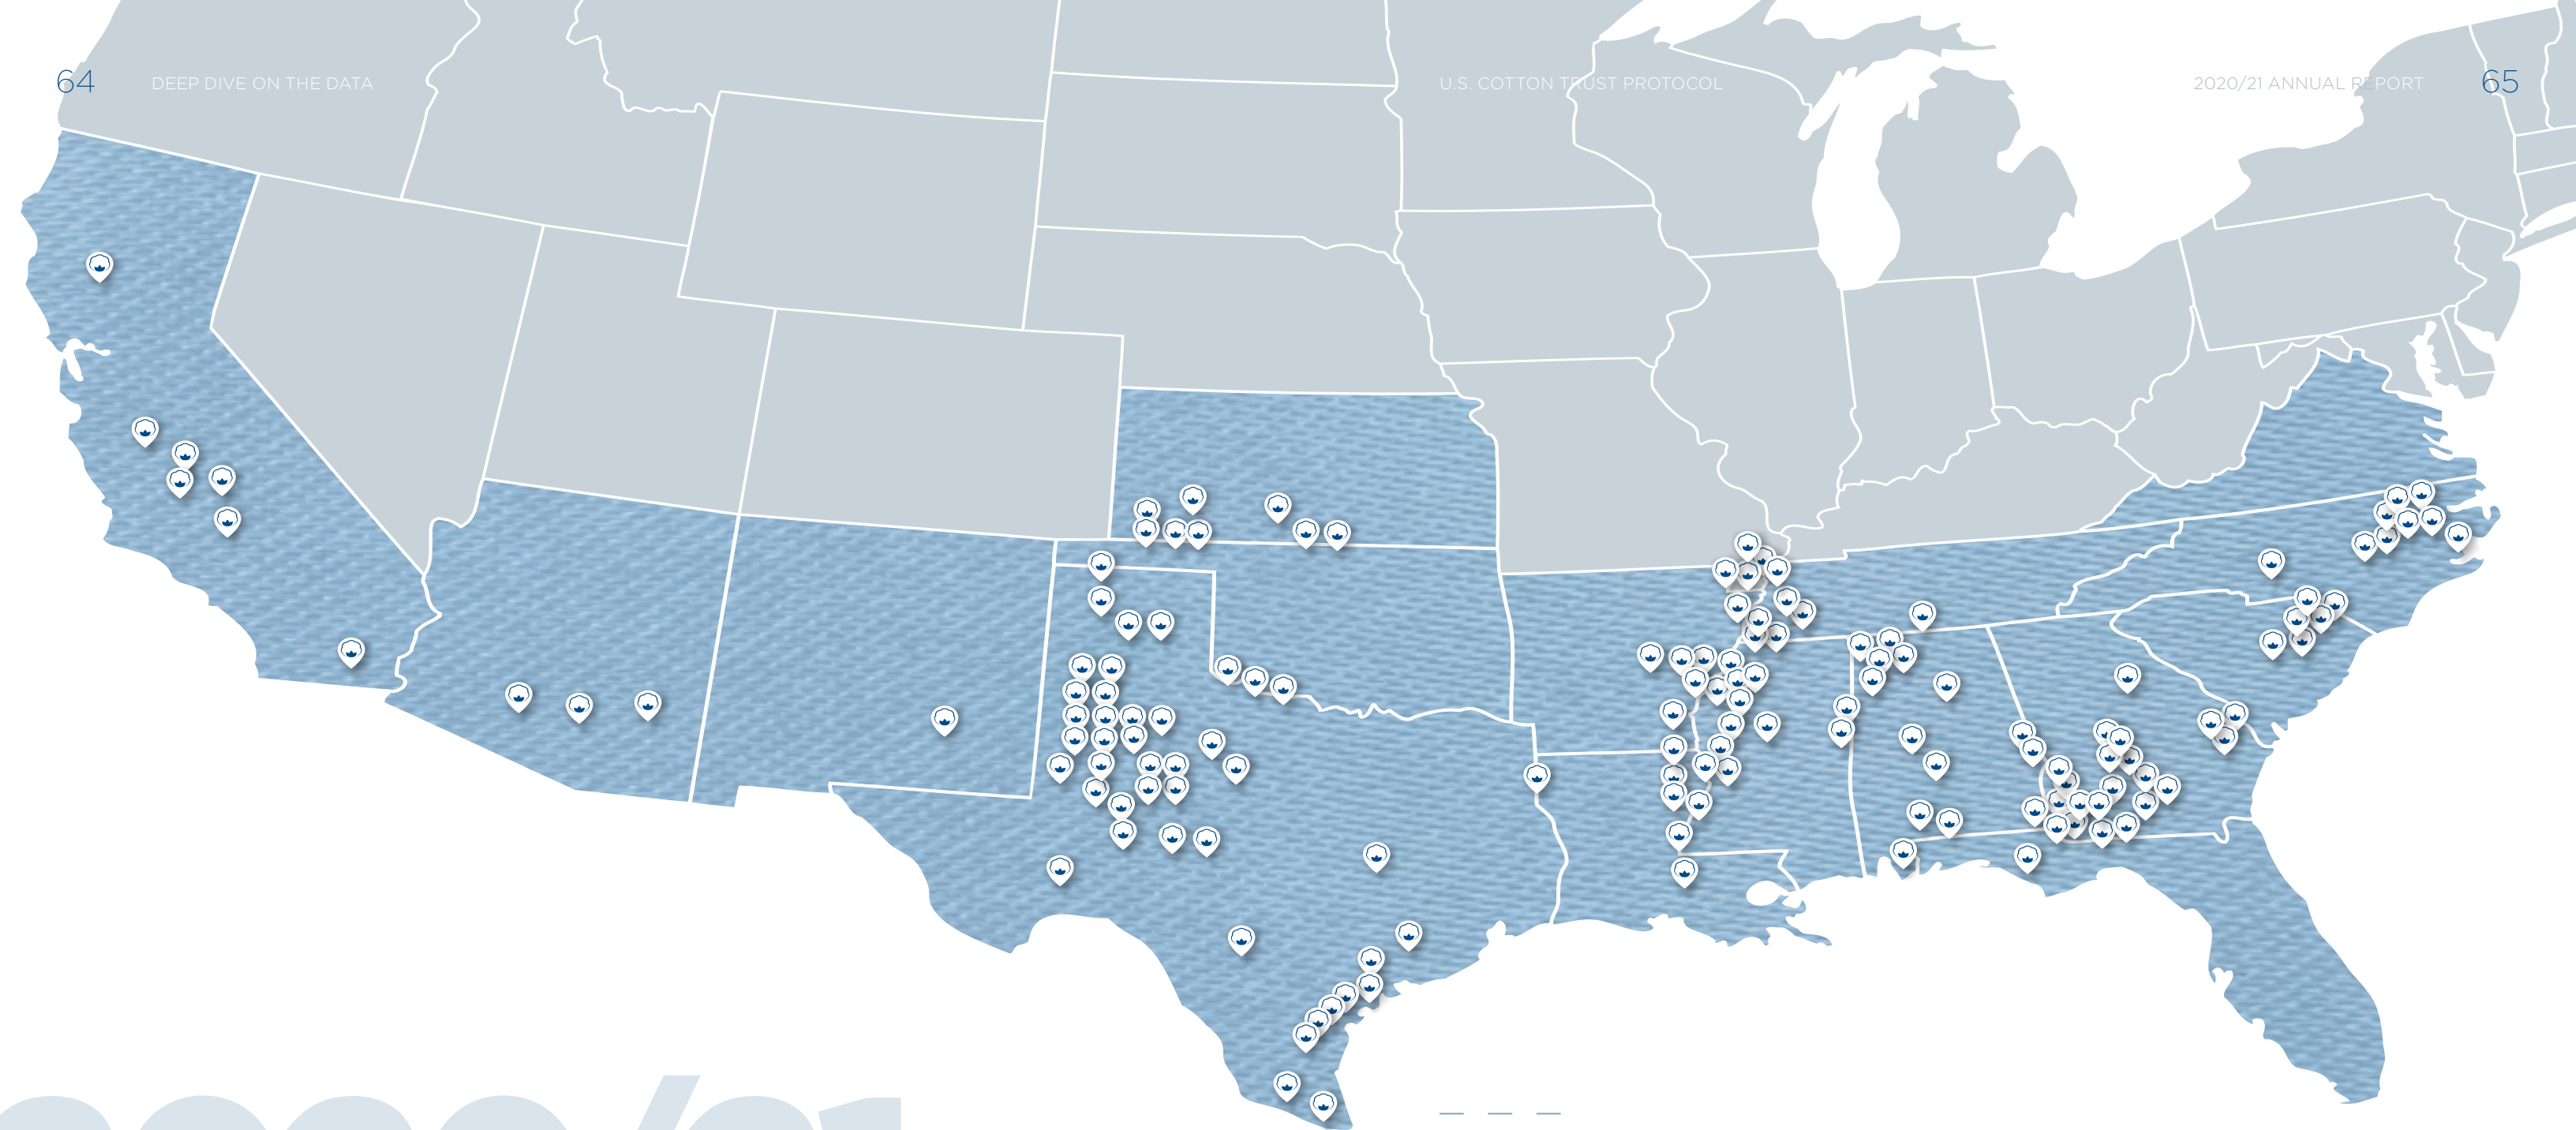 64
DEEP DIVE ON THE DATA
U.S. COTTON TRUST PROTOCOL
2020/21 ANNUAL REPORT
65